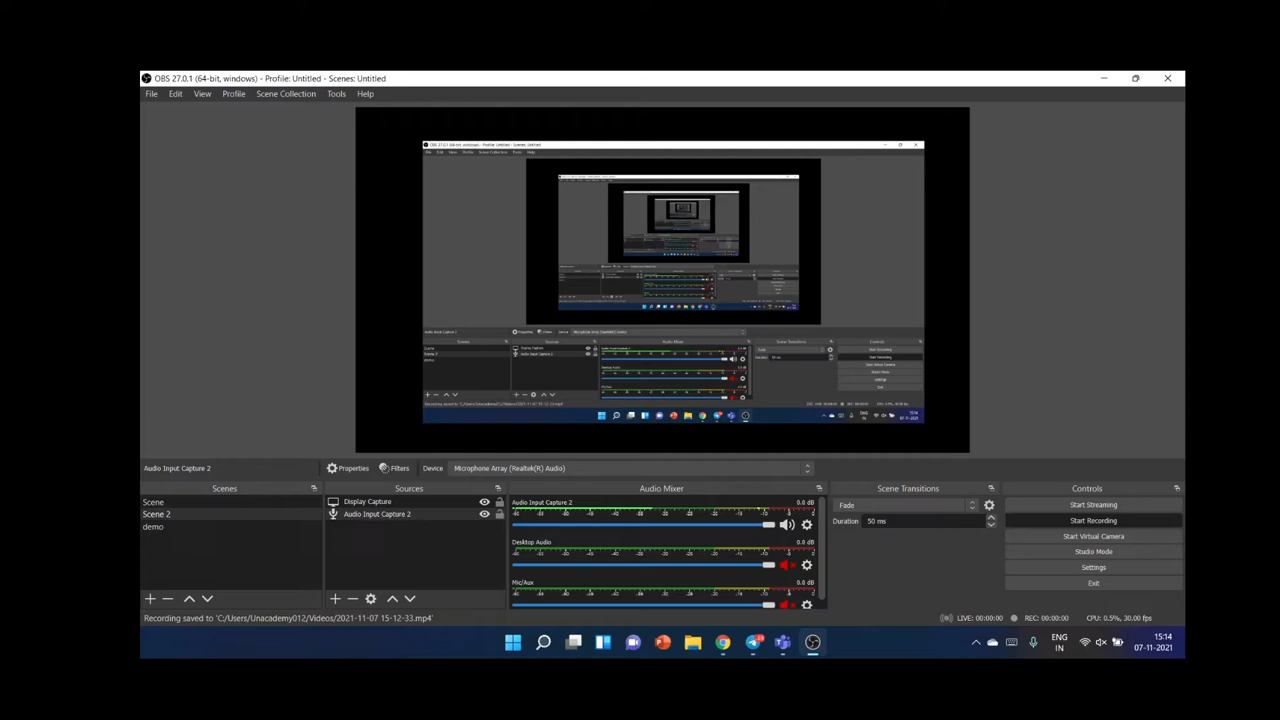 OBS 27.0.1 (64-bit, windows) - Profile: Untitled - Scenes: Untitled
File Edit View Profile Scene Collection Tools Help
Audio Input Capture 2 Properties Filters Device Microphone Array (Realtek(R) Audio)
Scenes
Scene
Scene 2
demo
Sources
Display Capture
Audio Input Capture 2
Audio Mixer
Audio Input Capture 2 0.0 dB
Desktop Audio 0.0 dB
Mic/Aux 0.0 dB
Scene Transitions
Fade
Duration 50 ms
Controls
Start Streaming
Start Recording
Start Virtual Camera
Studio Mode
Settings
Exit
Recording saved to 'C:/Users/Unacademy012/Videos/2021-11-07 15-12-33.mp4'
LIVE: 00:00:00 REC: 00:00:00 CPU: 0.5%, 30.00 fps
ENG
IN
15:14
07-11-2021